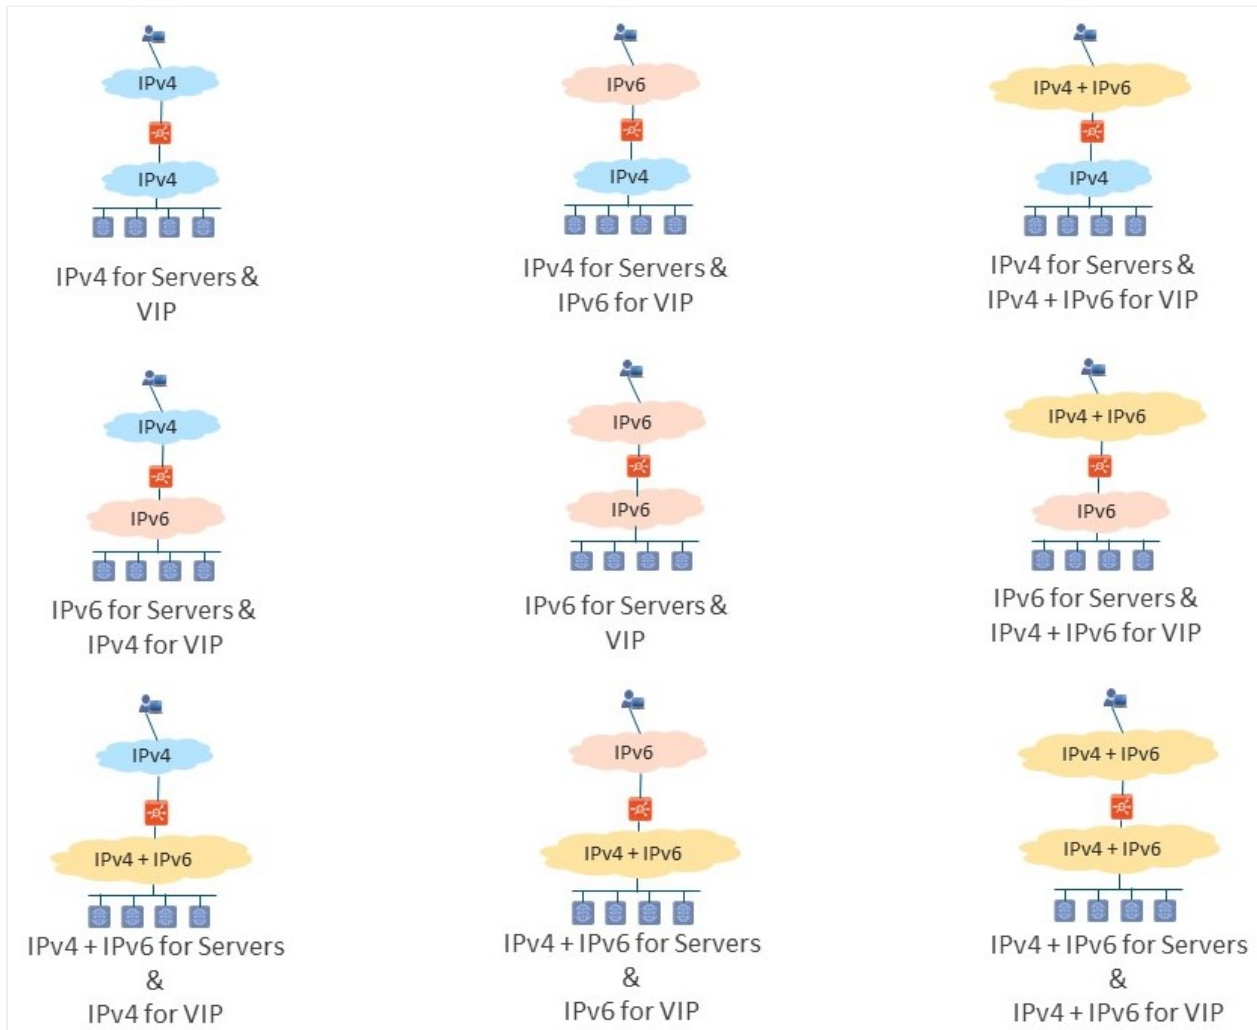 IPv4
IPv4
IPv4 for Servers &
VIP
IPv6
IPv4
IPv4 for Servers &
IPv6 for VIP
IPv4 + IPv6
IPv4
IPv4 for Servers &
IPv4 + IPv6 for VIP
IPv4
IPv6
IPv6 for Servers &
IPv4 for VIP
IPv6
IPv6
IPv6 for Servers &
VIP
IPv4 + IPv6
IPv6
IPv6 for Servers &
IPv4 + IPv6 for VIP
IPv4
IPv4 + IPv6
IPv4 + IPv6 for Servers
&
IPv4 for VIP
IPv6
IPv4 + IPv6
IPv4 + IPv6 for Servers
&
IPv6 for VIP
IPv4 + IPv6
IPv4 + IPv6
IPv4 + IPv6 for Servers
&
IPv4 + IPv6 for VIP